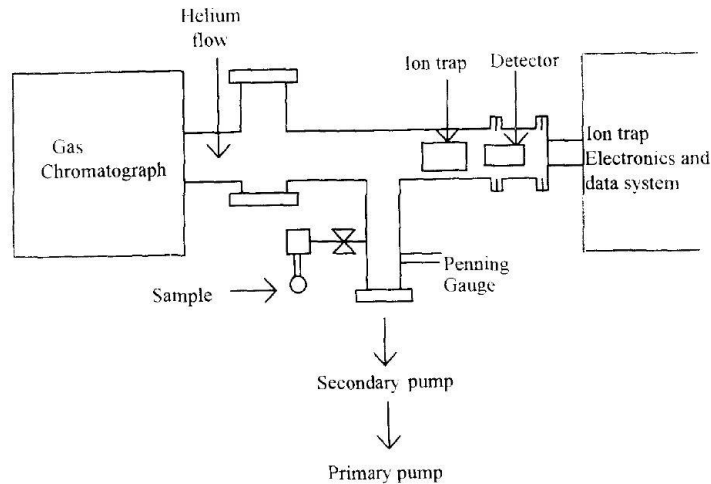 Helium
flow
Ion trap
Detector
Gas
Chromatograph
Ion trap
Electronics and
data system
Sample
Penning
Gauge
Secondary pump
Primary pump